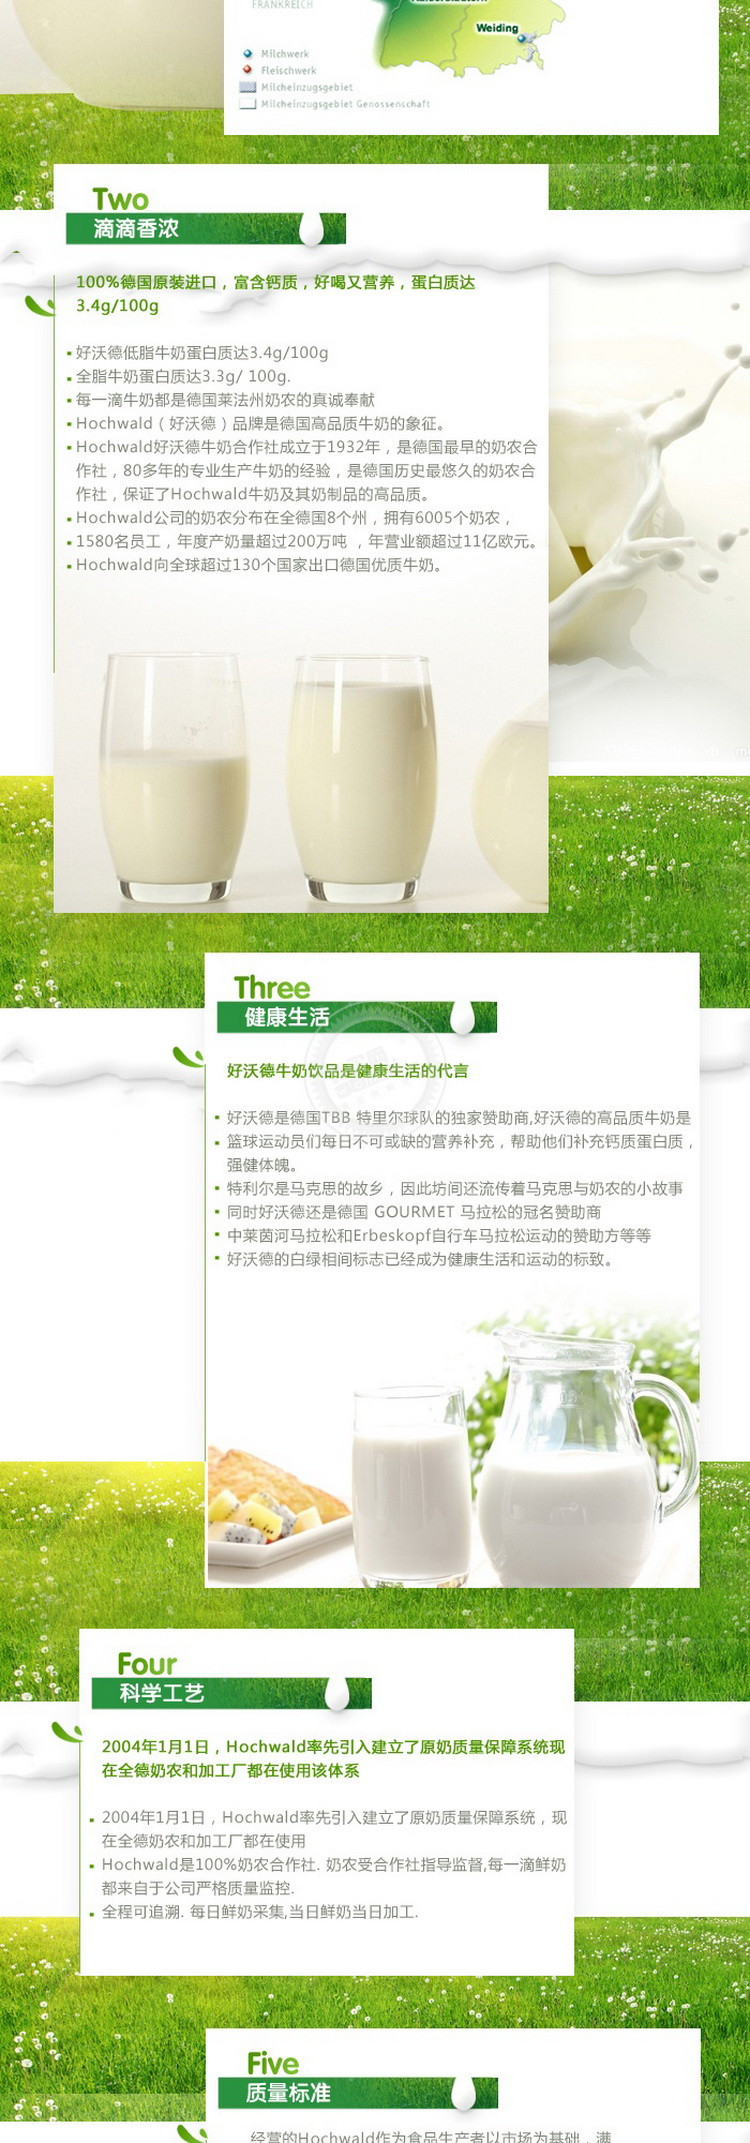 FRANKREICH
Weiding
Milchwerk
Fleischwerk
Milcheinzugsgebiet
Milcheinzugsgebiet Genossenschaft
Two
滴滴香浓
100%德国原装进口，富含钙质，好喝又营养，蛋白质达
3.4g/100g
好沃德低脂牛奶蛋白质达3.4g/100g
全脂牛奶蛋白质达3.3g/ 100g.
每一滴牛奶都是德国莱法州奶农的真诚奉献
Hochwald（好沃德）品牌是德国高品质牛奶的象征。
Hochwald好沃德牛奶合作社成立于1932年，是德国最早的奶农合
作社，80多年的专业生产牛奶的经验，是德国历史最悠久的奶农合
作社，保证了Hochwald牛奶及其奶制品的高品质。
Hochwald公司的奶农分布在全德国8个州，拥有6005个奶农，
1580名员工，年度产奶量超过200万吨 ，年营业额超过11亿欧元。
Hochwald向全球超过130个国家出口德国优质牛奶。
Three
健康生活
好沃德牛奶饮品是健康生活的代言
好沃德是德国TBB 特里尔球队的独家赞助商,好沃德的高品质牛奶是
篮球运动员们每日不可或缺的营养补充，帮助他们补充钙质蛋白质，
强健体魄。
特利尔是马克思的故乡，因此坊间还流传着马克思与奶农的小故事
同时好沃德还是德国 GOURMET 马拉松的冠名赞助商
中莱茵河马拉松和Erbeskopf自行车马拉松运动的赞助方等等
好沃德的白绿相间标志已经成为健康生活和运动的标致。
Four
科学工艺
2004年1月1日，Hochwald率先引入建立了原奶质量保障系统现
在全德奶农和加工厂都在使用该体系
2004年1月1日，Hochwald率先引入建立了原奶质量保障系统，现
在全德奶农和加工厂都在使用
Hochwald是100%奶农合作社. 奶农受合作社指导监督,每一滴鲜奶
都来自于公司严格质量监控.
全程可追溯. 每日鲜奶采集,当日鲜奶当日加工.
Five
质量标准
经营的Hochwald作为食品生产者以市场为基础，满